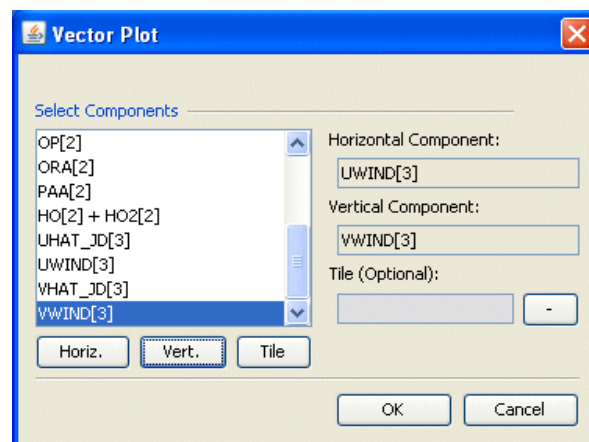 Vector Plot
Select Components
OP[2]
ORA[2]
PAA[2]
HO[2] + HO2[2]
UHAT_JD[3]
UWIND[3]
VHAT_JD[3]
VWIND[3]
Horiz.
Vert.
Tile
Horizontal Component:
UWIND[3]
Vertical Component:
VWIND[3]
Tile (Optional):
-
OK
Cancel